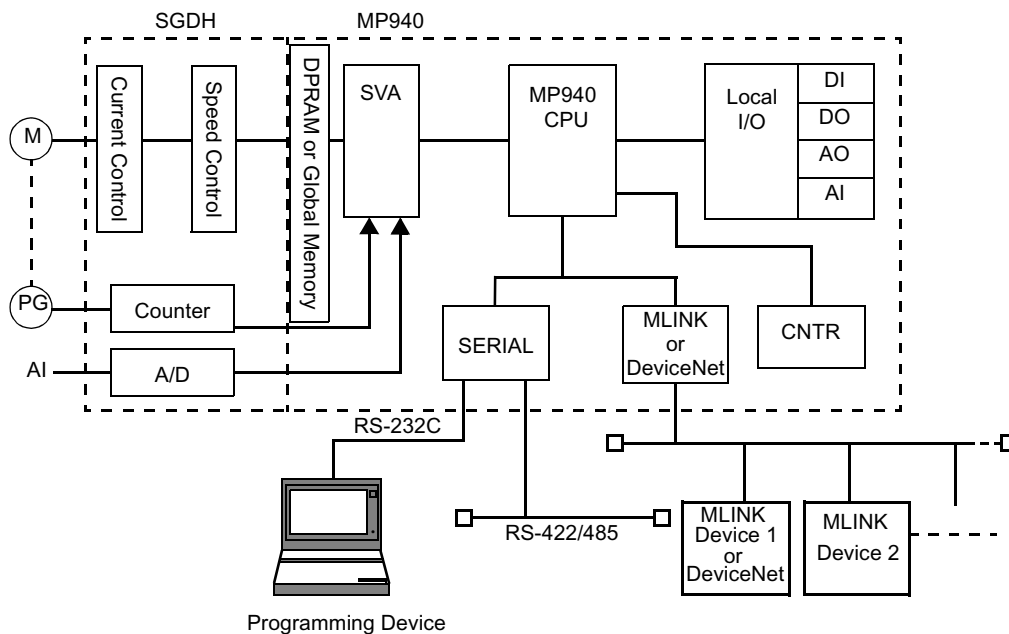 SGDH
MP940
Current Control
Speed Control
DPRAM or Global Memory
SVA
MP940
CPU
Local
I/O
DI
DO
AO
AI
M
PG
Counter
AI
A/D
SERIAL
MLINK
or
DeviceNet
CNTR
RS-232C
RS-422/485
MLINK
Device 1
or
DeviceNet
MLINK
Device 2
Programming Device